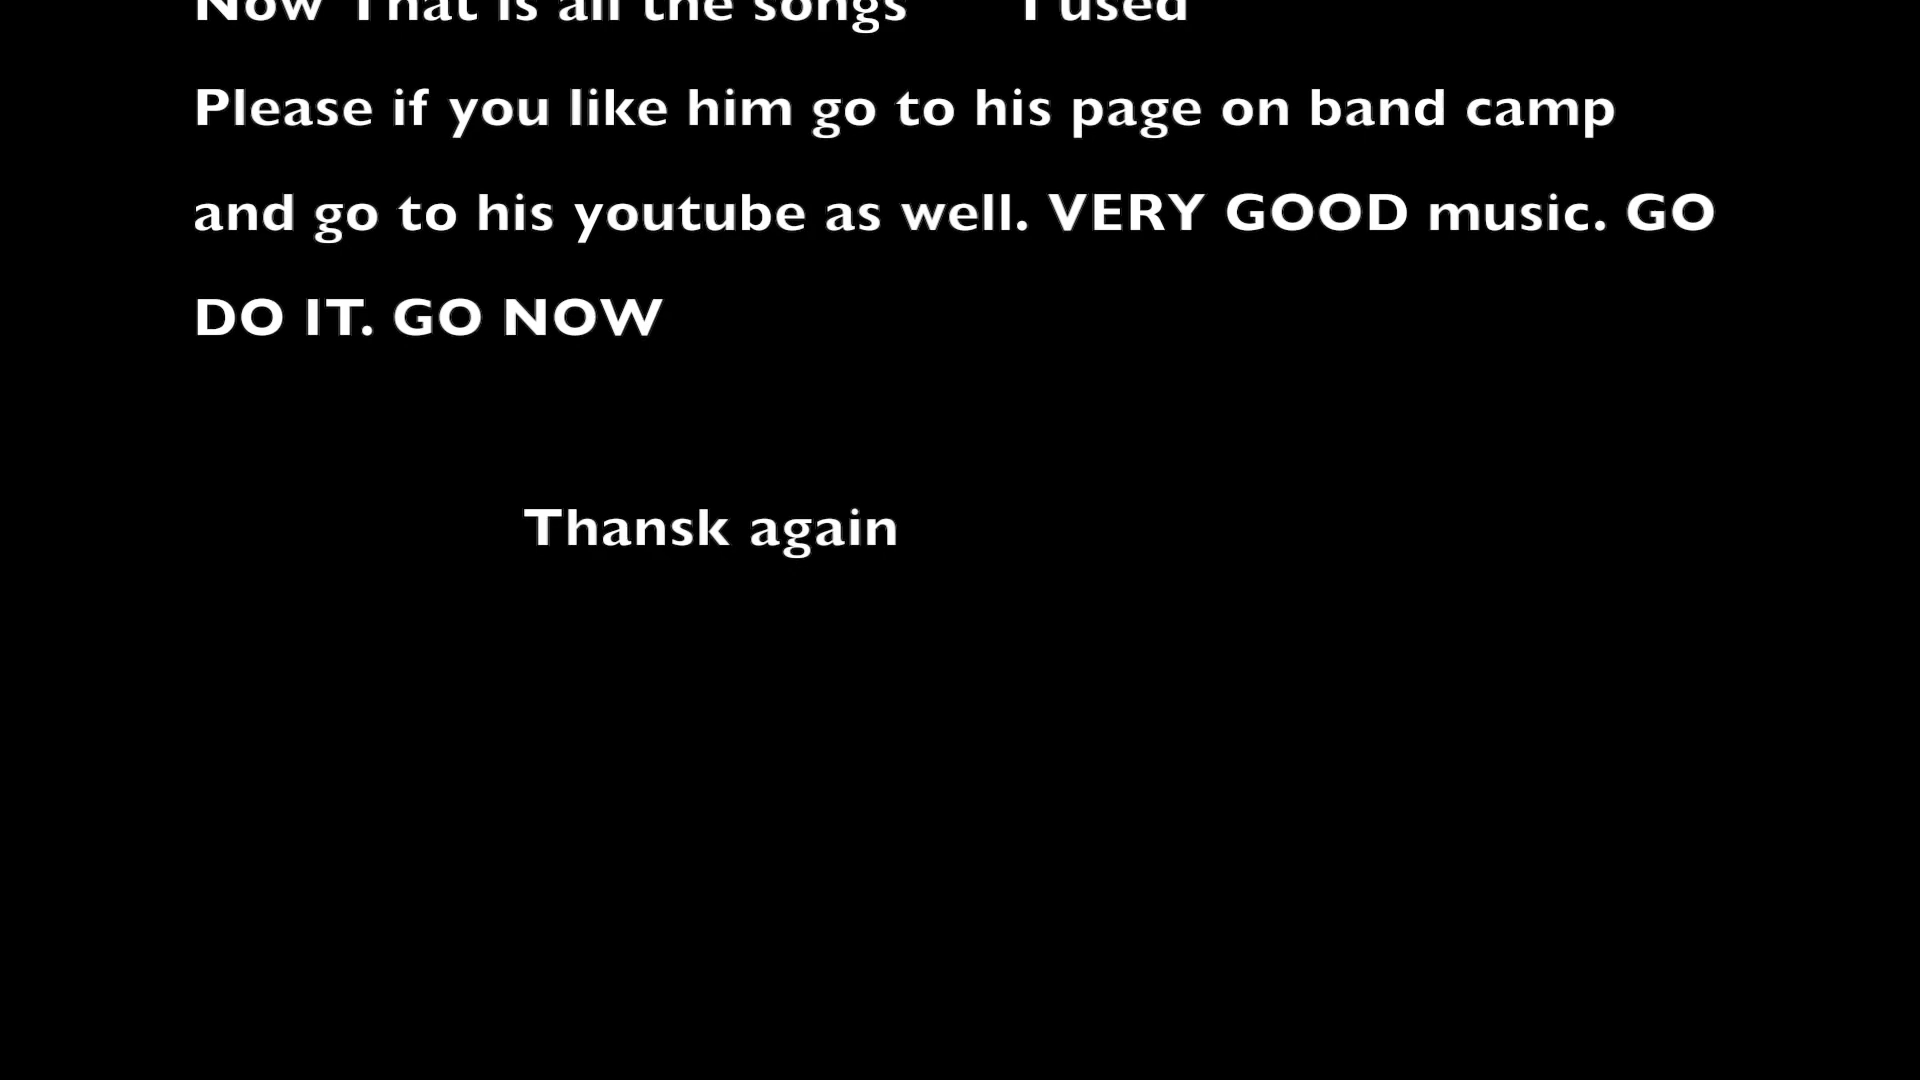 Now That is all the songs I used
Please if you like him go to his page on band camp
and go to his youtube as well. VERY GOOD music. GO
DO IT. GO NOW
Thansk again